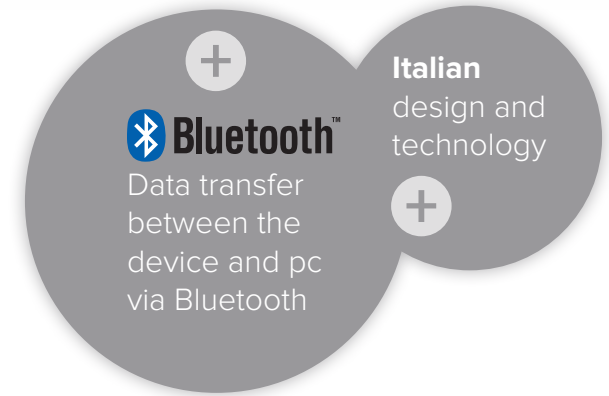 Bluetooth™
Data transfer
between the
device and pc
via Bluetooth
Italian
design and
technology